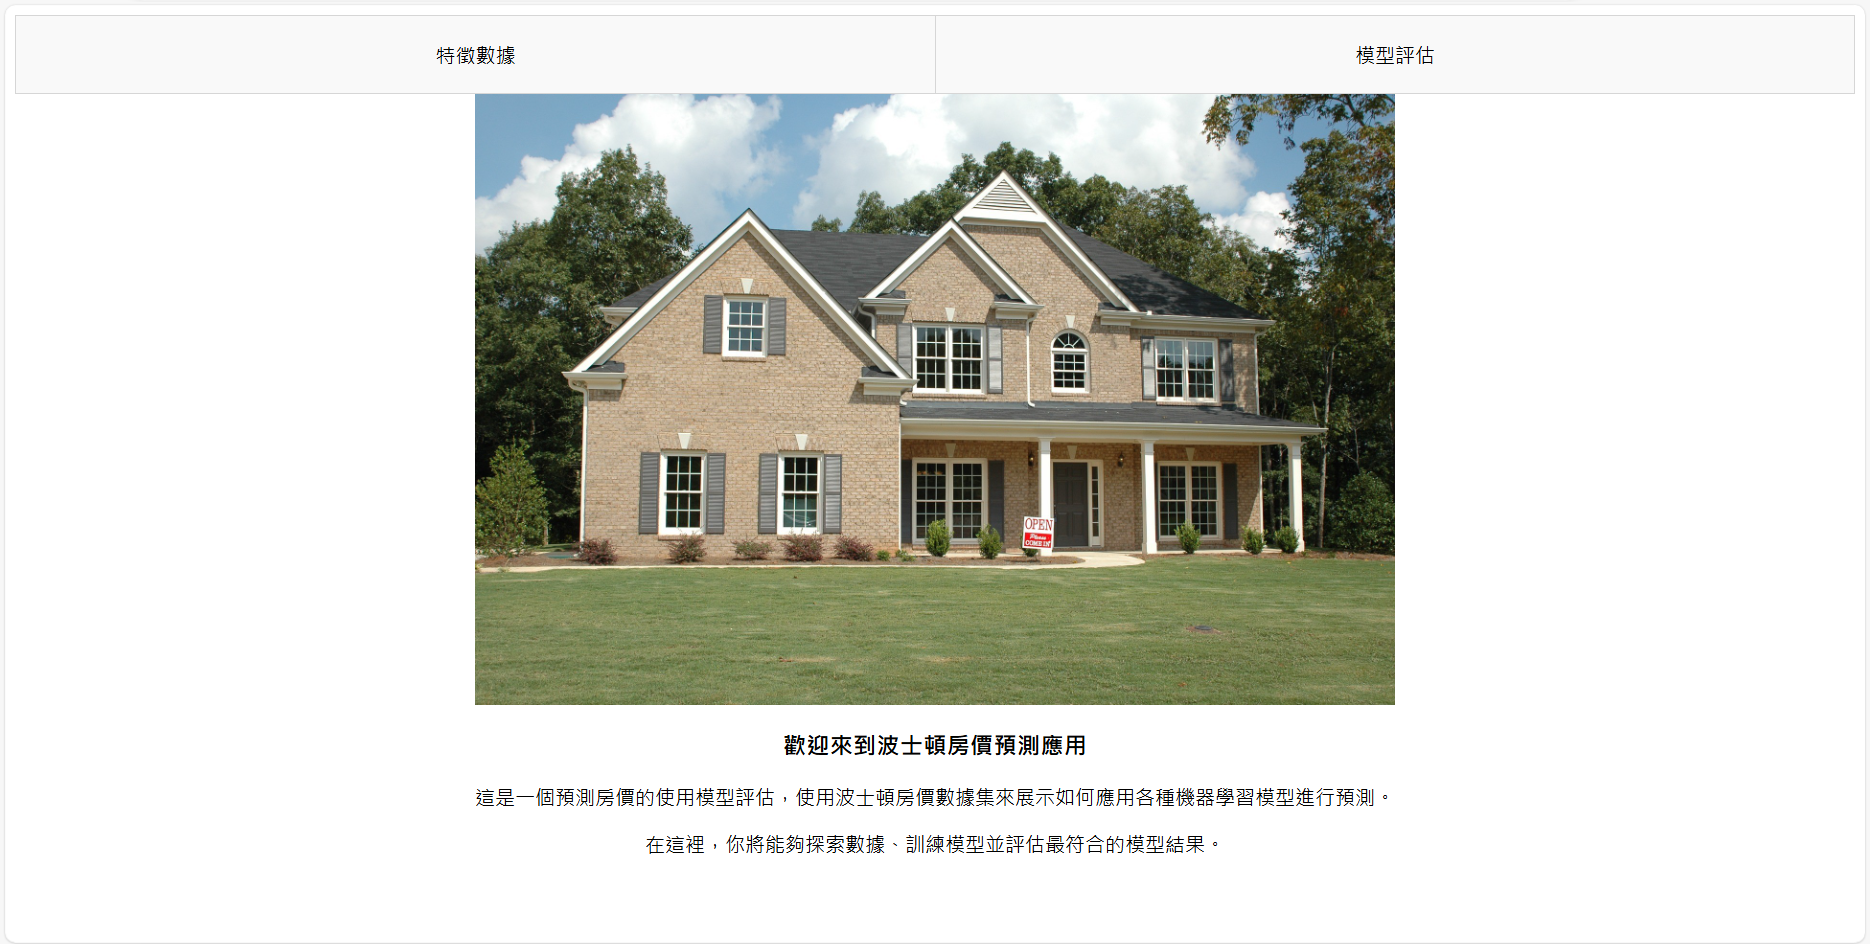 特徵數據
模型評估
OPEN
Please
COME IN!
歡迎來到波士頓房價預測應用
這是一個預測房價的使用模型評估，使用波士頓房價數據集來展示如何應用各種機器學習模型進行預測。
在這裡，你將能夠探索數據、訓練模型並評估最符合的模型結果。